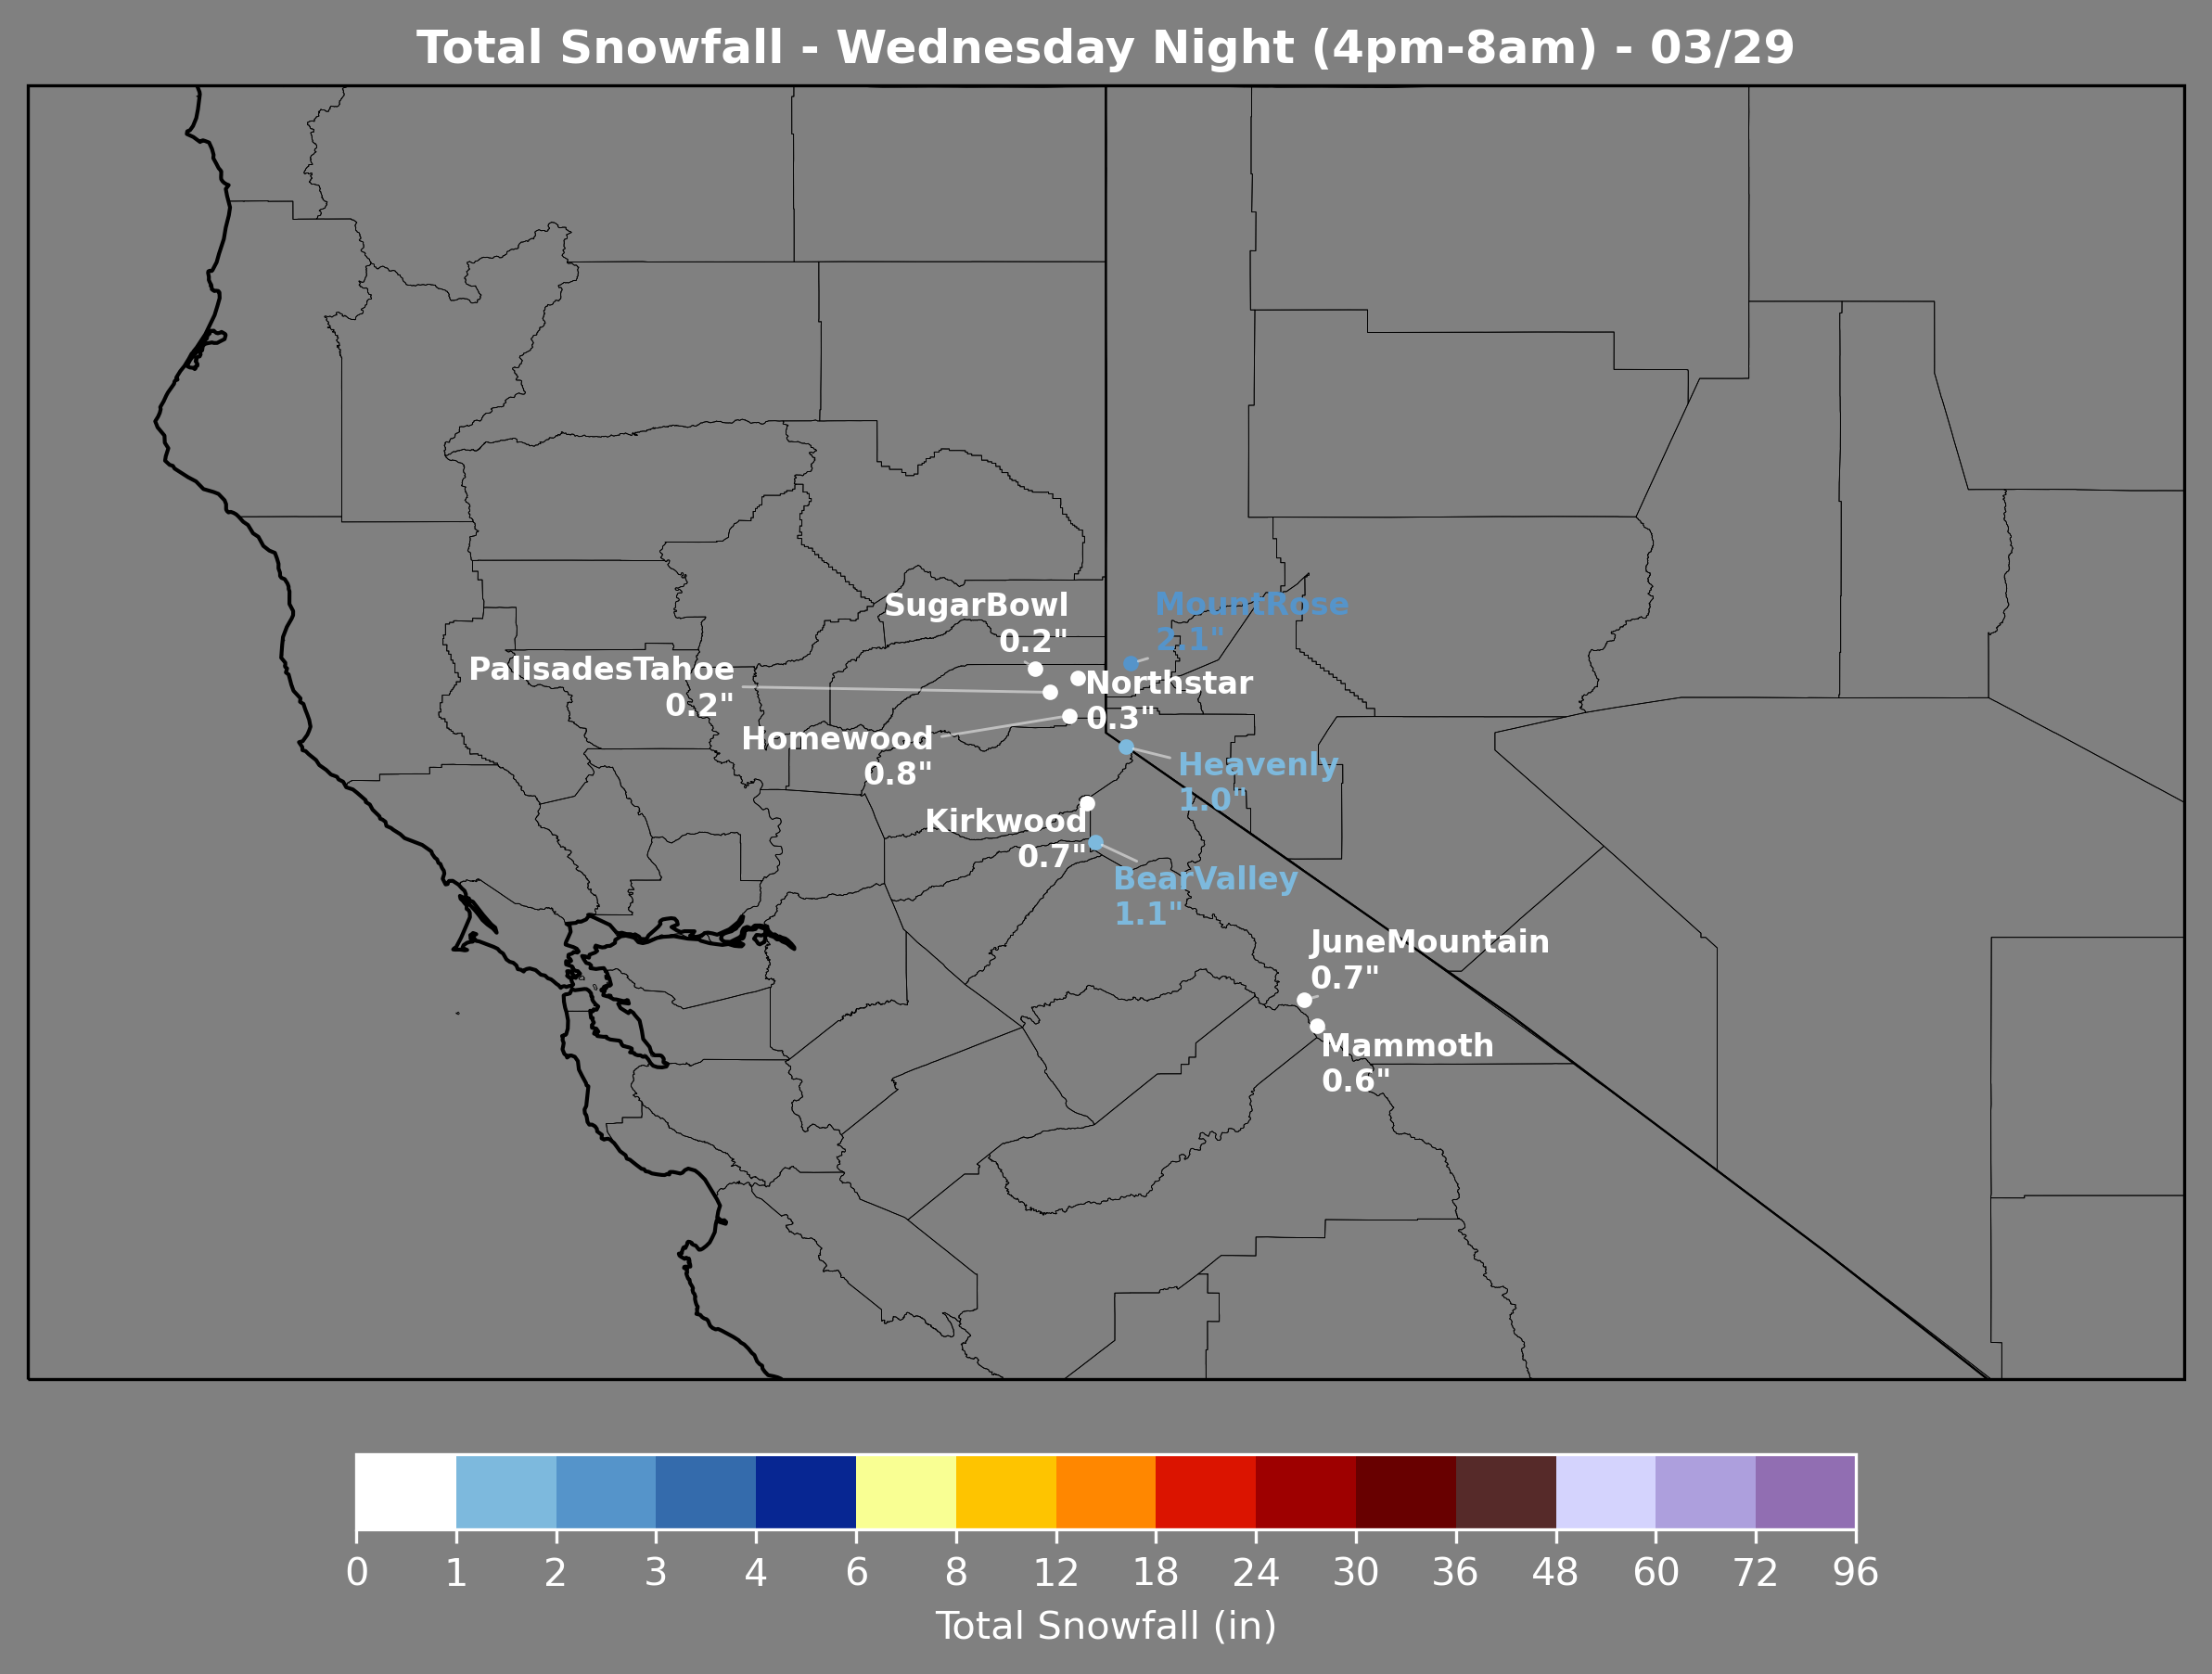 Total Snowfall - Wednesday Night (4pm-8am) - 03/29
SugarBowl
0.2"
MountRose
2.1"
PalisadesTahoe
0.2"
Northstar
0.3"
Homewood
0.8"
Heavenly
1.0"
Kirkwood
0.7"
BearValley
1.1"
JuneMountain
0.7"
Mammoth
0.6"
0 1 2 3 4 6 8 12 18 24 30 36 48 60 72 96
Total Snowfall (in)